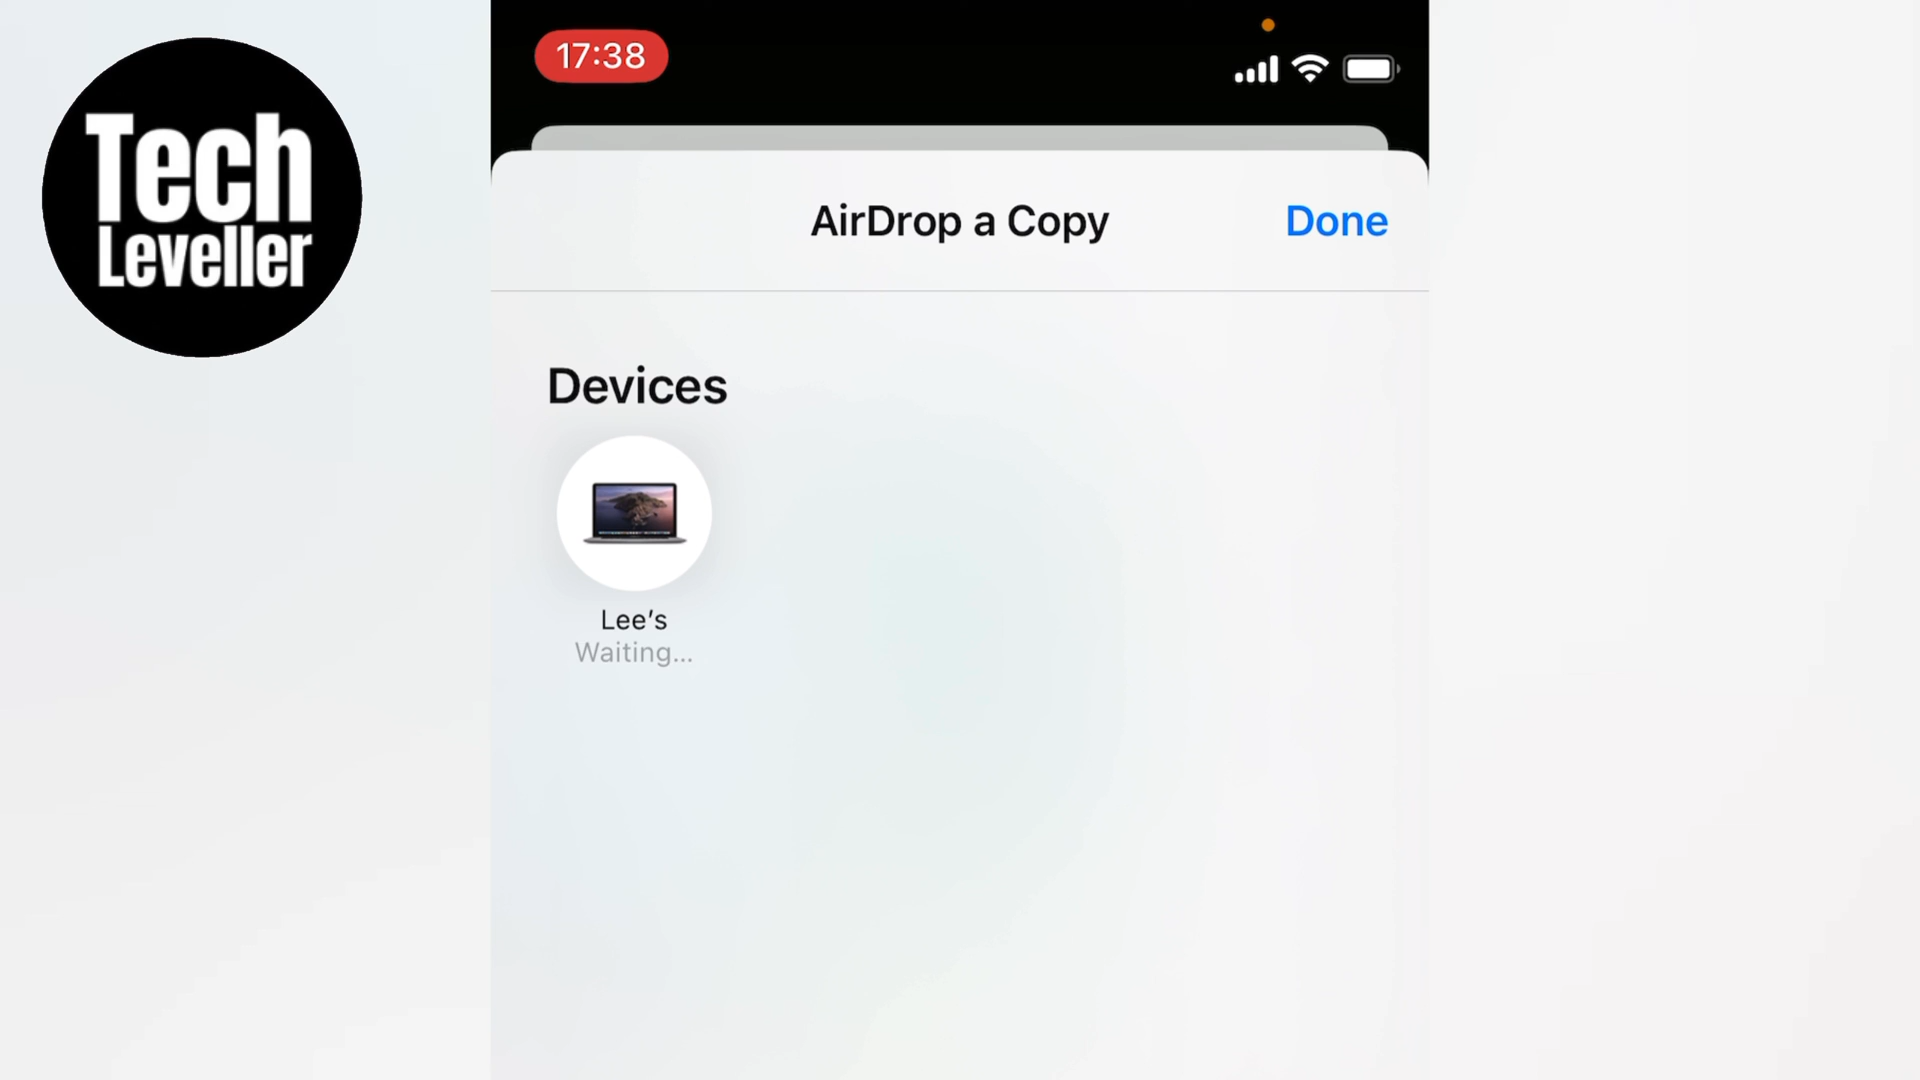 Tech
Leveller
17:38
AirDrop a Copy
Done
Devices
Lee’s
Waiting...